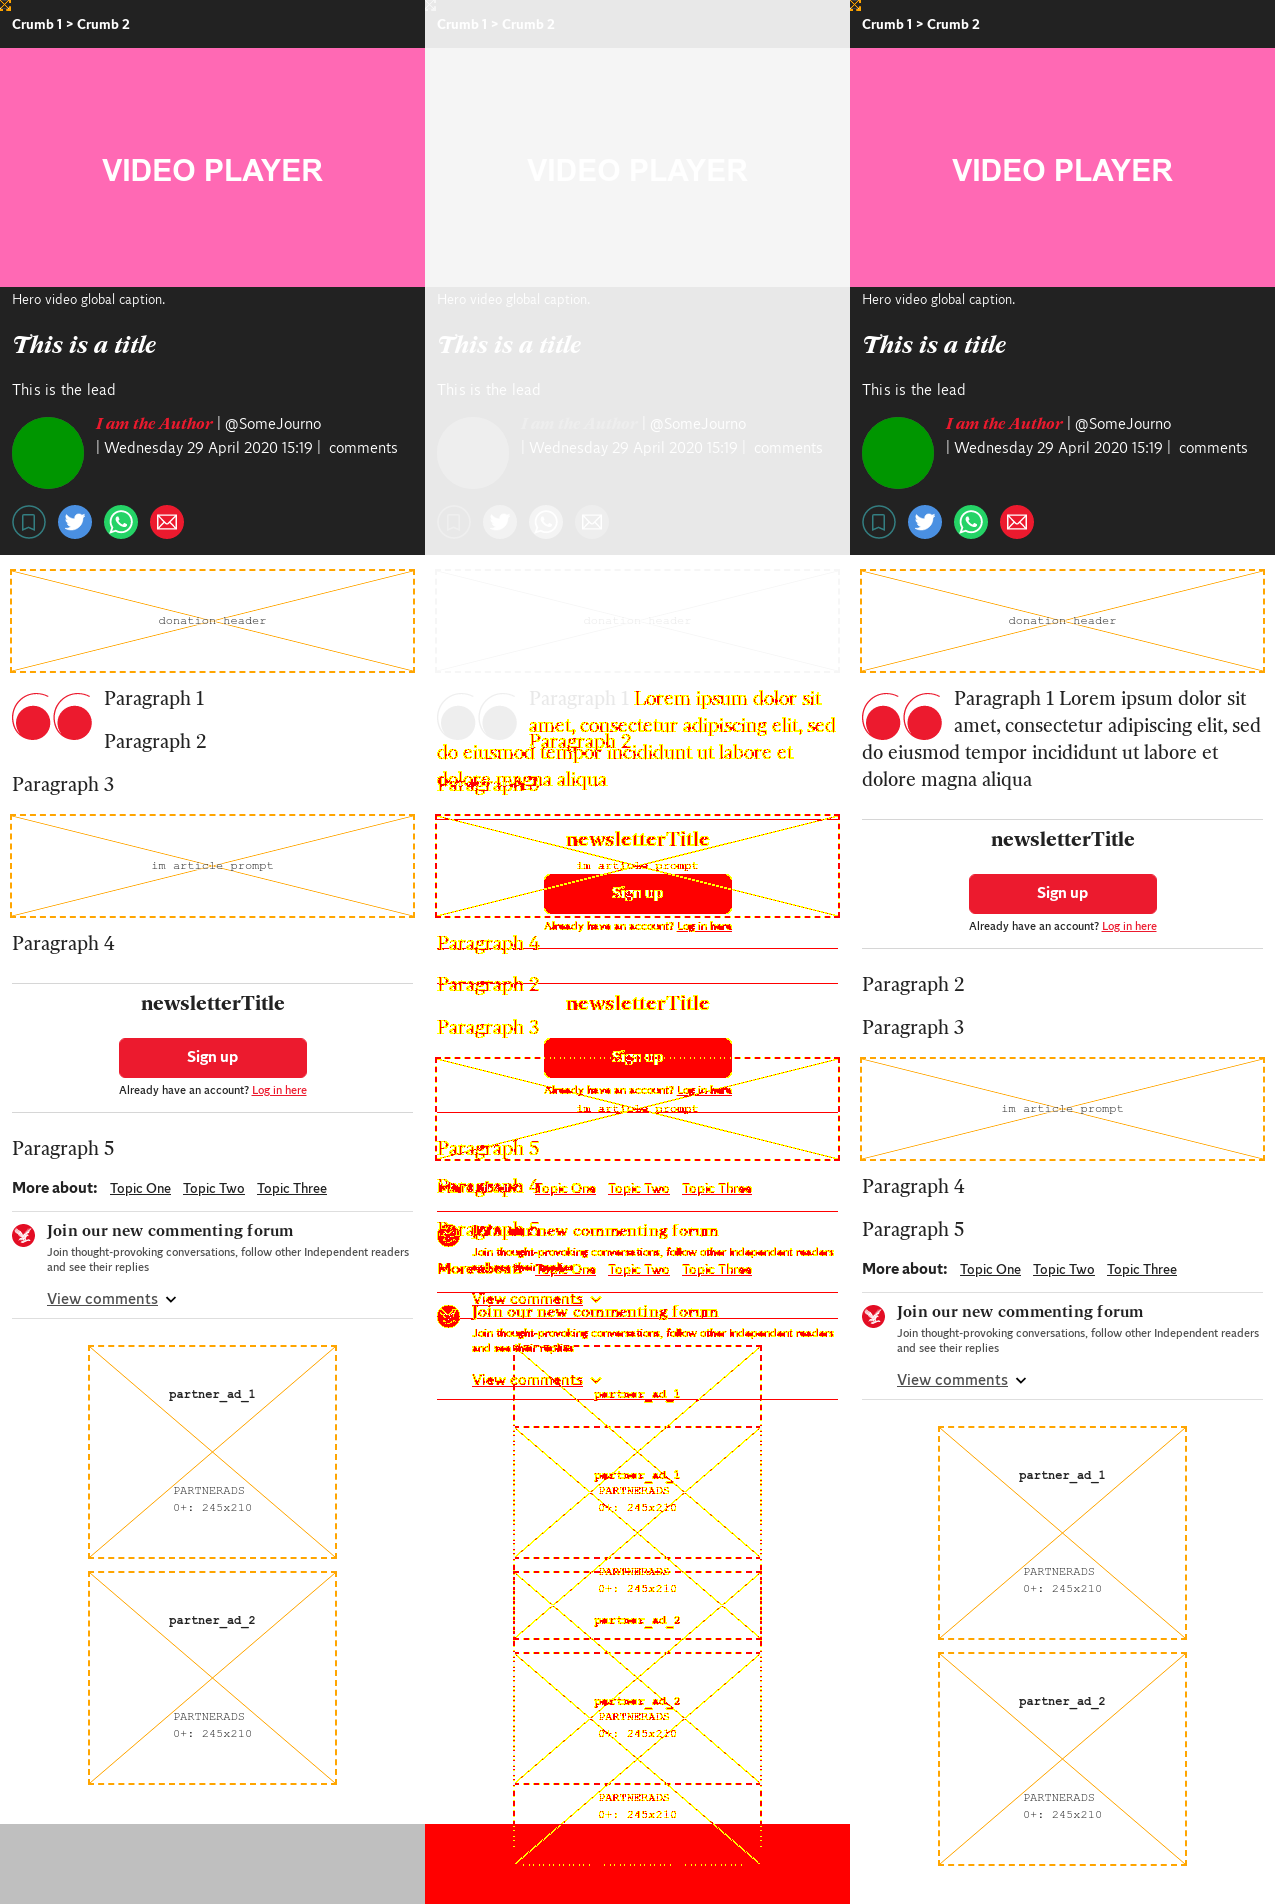 Crumb 1 > Crumb 2
VIDEO PLAYER
Hero video global caption.
This is a title
This is the lead
I am the Author | @SomeJourno
| Wednesday 29 April 2020 15:19 | comments
donation header
Paragraph 1
Paragraph 2
Paragraph 3
im article prompt
Paragraph 4
newsletterTitle
Sign up
Already have an account? Log in here
Paragraph 5
More about: Topic One Topic Two Topic Three
Join our new commenting forum
Join thought-provoking conversations, follow other Independent readers
and see their replies
View comments
partner_ad_1
PARTNERADS
0+: 245x210
partner_ad_2
PARTNERADS
0+: 245x210
Crumb 1 > Crumb 2
VIDEO PLAYER
Hero video global caption.
This is a title
This is the lead
I am the Author | @SomeJourno
| Wednesday 29 April 2020 15:19 | comments
donation header
Paragraph 1 Lorem ipsum dolor sit
amet, consectetur adipiscing elit, sed
Paragraph 2
do eiusmod tempor incididunt ut labore et
dolore magna aliqua
newsletterTitle
im article prompt
Sign up
Already have an account? Log in here
Paragraph 4
Paragraph 2
newsletterTitle
Paragraph 3
Sign up
Already have an account? Log in here
im article prompt
Paragraph 5
Paragraph 4
Topic One Topic Two Topic Three
Paragraph 5
new commenting forum
Join thought-provoking conversations, follow other Independent readers
More about: Topic One Topic Two Topic Three
View comments
Join our new commenting forum
Join thought-provoking conversations, follow other Independent readers
and see their replies
View comments
partner_ad_1
partner_ad_1
PARTNERADS
0+: 245x210
PARTNERADS
0+: 245x210
partner_ad_2
partner_ad_2
PARTNERADS
0+: 245x210
PARTNERADS
0+: 245x210
Crumb 1 > Crumb 2
VIDEO PLAYER
Hero video global caption.
This is a title
This is the lead
I am the Author | @SomeJourno
| Wednesday 29 April 2020 15:19 | comments
donation header
Paragraph 1 Lorem ipsum dolor sit
amet, consectetur adipiscing elit, sed
do eiusmod tempor incididunt ut labore et
dolore magna aliqua
newsletterTitle
Sign up
Already have an account? Log in here
Paragraph 2
Paragraph 3
im article prompt
Paragraph 4
Paragraph 5
More about: Topic One Topic Two Topic Three
Join our new commenting forum
Join thought-provoking conversations, follow other Independent readers
and see their replies
View comments
partner_ad_1
PARTNERADS
0+: 245x210
partner_ad_2
PARTNERADS
0+: 245x210